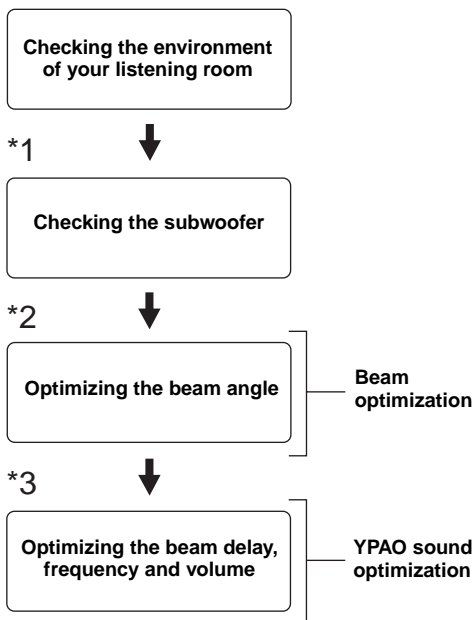 Checking the environment
of your listening room
*1
Checking the subwoofer
*2
Optimizing the beam angle
Beam
optimization
*3
Optimizing the beam delay,
frequency and volume
YPAO sound
optimization